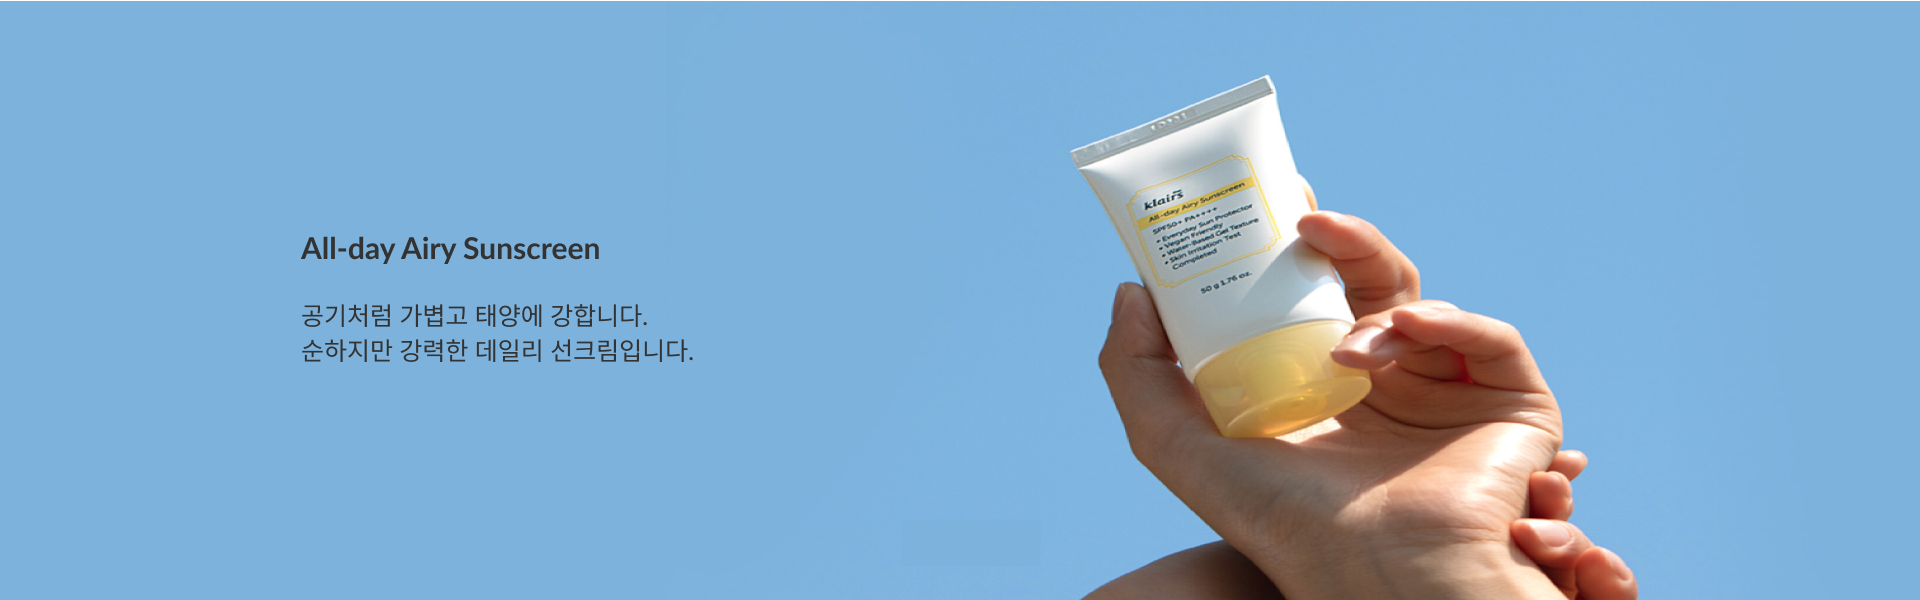 All-day Airy Sunscreen
공기처럼 가볍고 태양에 강합니다.
순하지만 강력한 데일리 선크림입니다.
klairs
All-day Airy Sunscreen
SPF50+ PA++++
• Everyday Sun Protector
• Vegan Friendly
• Water-Based Gel Texture
• Skin Irritation Test
Completed
50 g 1.76 oz.